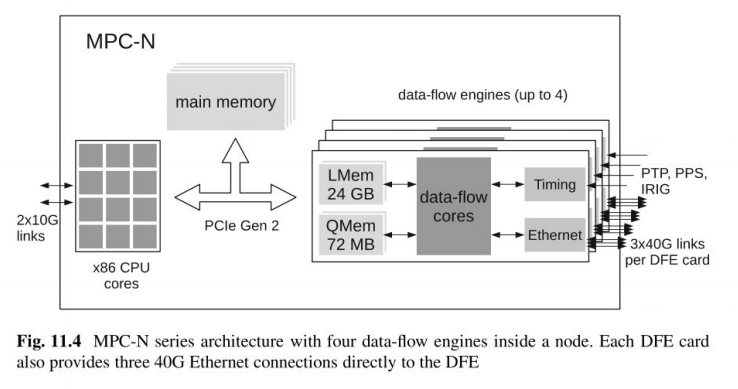 MPC-N
main memory
data-flow engines (up to 4)
LMem
24 GB
data-flow
cores
Timing
PTP, PPS,
IRIG
QMem
72 MB
Ethernet
2x10G
links
PCIe Gen 2
3x40G links
per DFE card
x86 CPU
cores
Fig. 11.4 MPC-N series architecture with four data-flow engines inside a node. Each DFE card
also provides three 40G Ethernet connections directly to the DFE